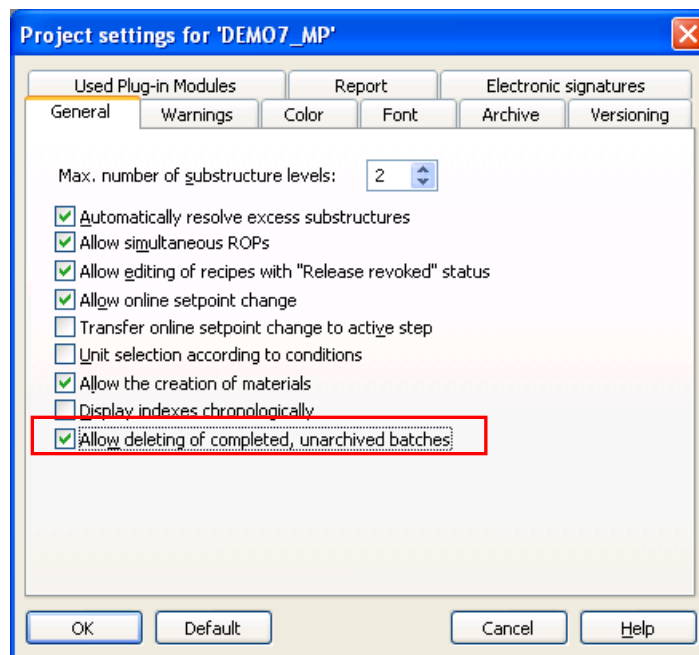 Project settings for 'DEMO7_MP'
Used Plug-in Modules Report Electronic signatures
General Warnings Color Font Archive Versioning
Max. number of substructure levels: 2
Automatically resolve excess substructures
Allow simultaneous ROPs
Allow editing of recipes with "Release revoked" status
Allow online setpoint change
Transfer online setpoint change to active step
Unit selection according to conditions
Allow the creation of materials
Display indexes chronologically
Allow deleting of completed, unarchived batches
OK Default Cancel Help